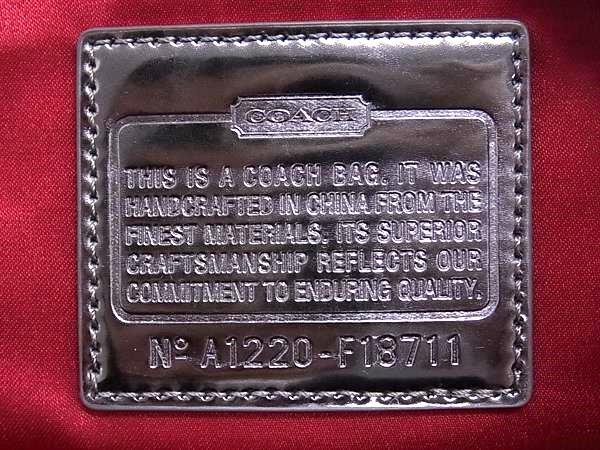 COACH
THIS IS A COACH BAG. IT WAS
HANDCRAFTED IN CHINA FROM THE
FINEST MATERIALS. ITS SUPERIOR
CRAFTSMANSHIP REFLECTS OUR
COMMITMENT TO ENDURING QUALITY.
Nº A1220-F18711